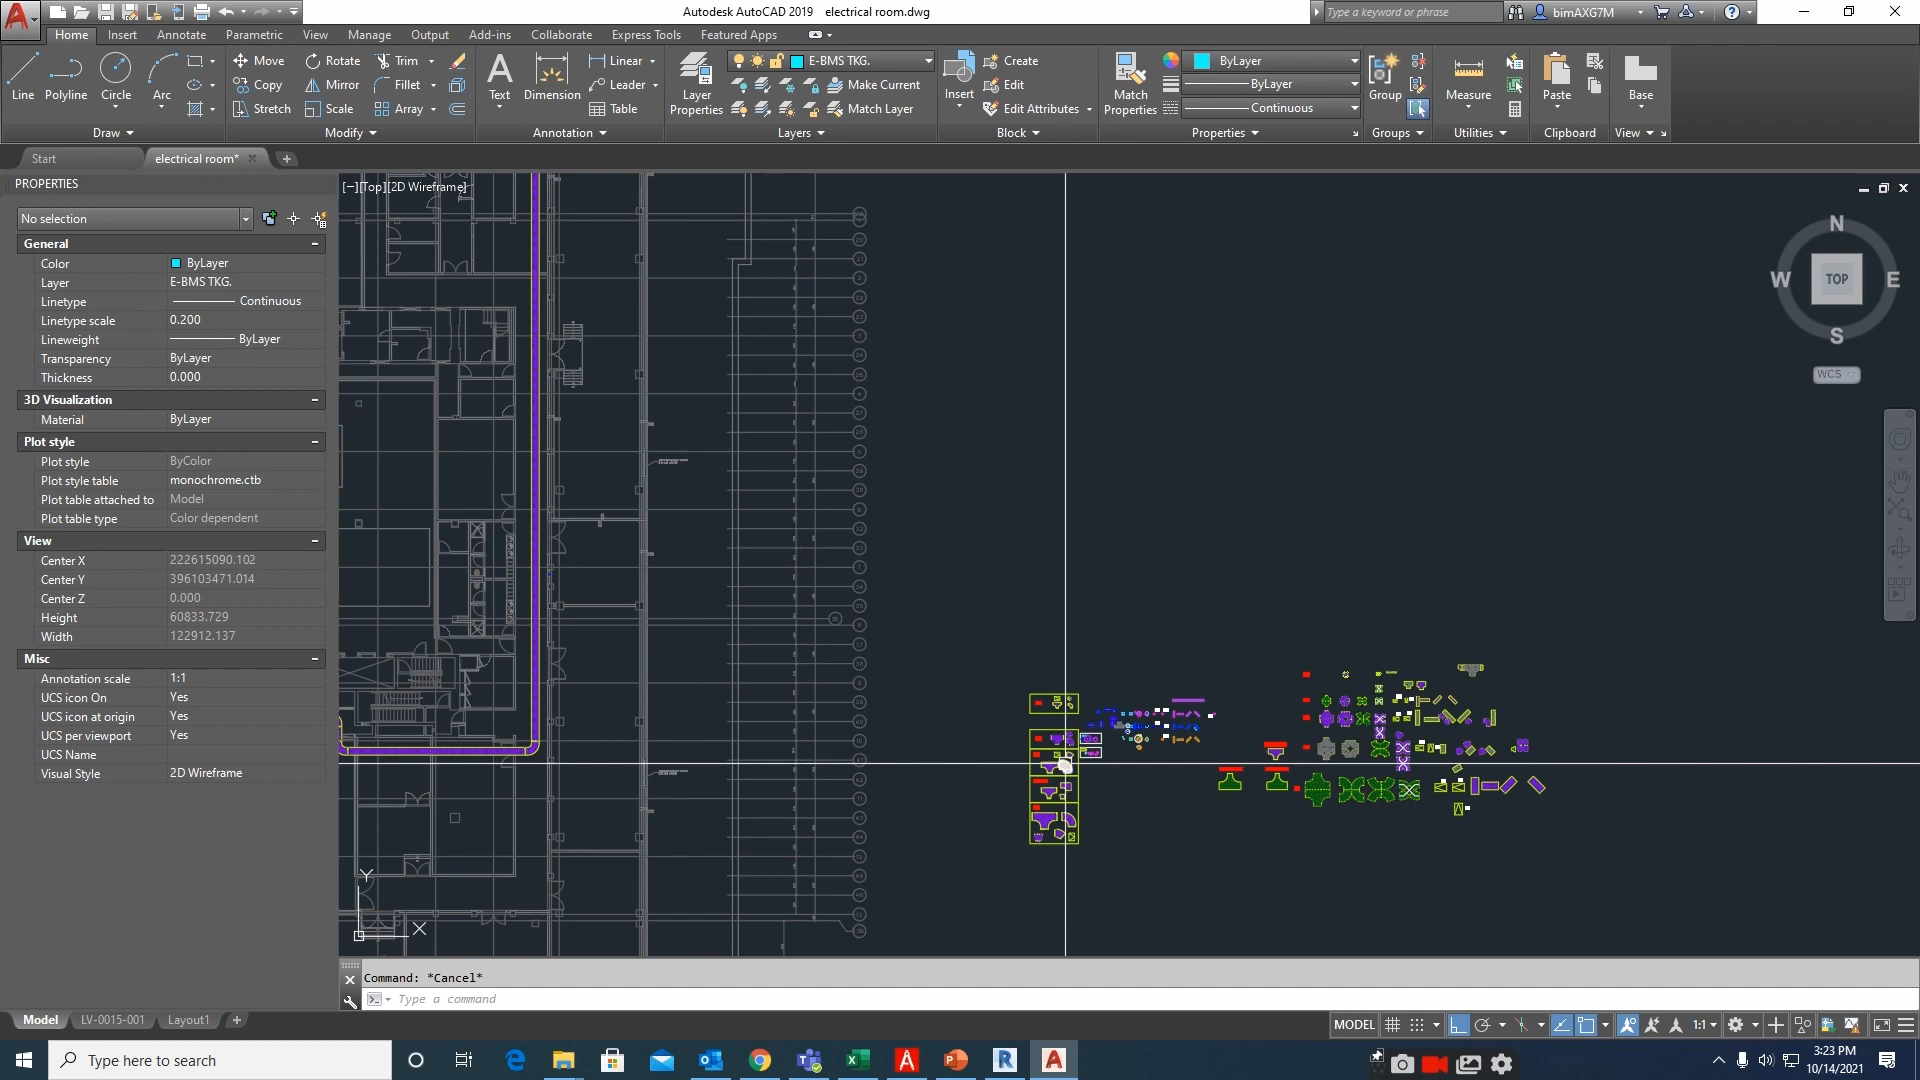 Autodesk AutoCAD 2019 electrical room.dwg
Type a keyword or phrase
bimAXG7M
Home Insert Annotate Parametric View Manage Output Add-ins Collaborate Express Tools Featured Apps
Line
Polyline
Circle
Arc
Move
Copy
Stretch
Rotate
Mirror
Scale
Trim
Fillet
Array
Text
Dimension
Linear
Leader
Table
Layer
Properties
E-BMS TKG.
Make Current
Match Layer
Insert
Create
Edit
Edit Attributes
Match
Properties
ByLayer
ByLayer
Continuous
Group
Measure
Paste
Base
Draw Modify Annotation Layers Block Properties Groups Utilities Clipboard View
Start electrical room*
PROPERTIES
No selection
General
Color ByLayer
Layer E-BMS TKG.
Linetype Continuous
Linetype scale 0.200
Lineweight ByLayer
Transparency ByLayer
Thickness 0.000
3D Visualization
Material ByLayer
Plot style
Plot style ByColor
Plot style table monochrome.ctb
Plot table attached to Model
Plot table type Color dependent
View
Center X 222615090.102
Center Y 396103471.014
Center Z 0.000
Height 60833.729
Width 122912.137
Misc
Annotation scale 1:1
UCS icon On Yes
UCS icon at origin Yes
UCS per viewport Yes
UCS Name
Visual Style 2D Wireframe
[−][Top][2D Wireframe]
N
W TOP E
S
WCS
Y
X
Command: *Cancel*
Type a command
Model LV-0015-001 Layout1
MODEL 1:1
Type here to search
3:23 PM
10/14/2021